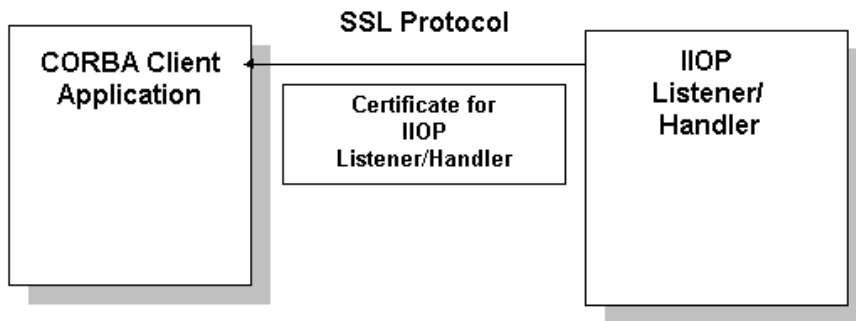 SSL Protocol
CORBA Client
Application
Certificate for
IIOP
Listener/Handler
IIOP
Listener/
Handler